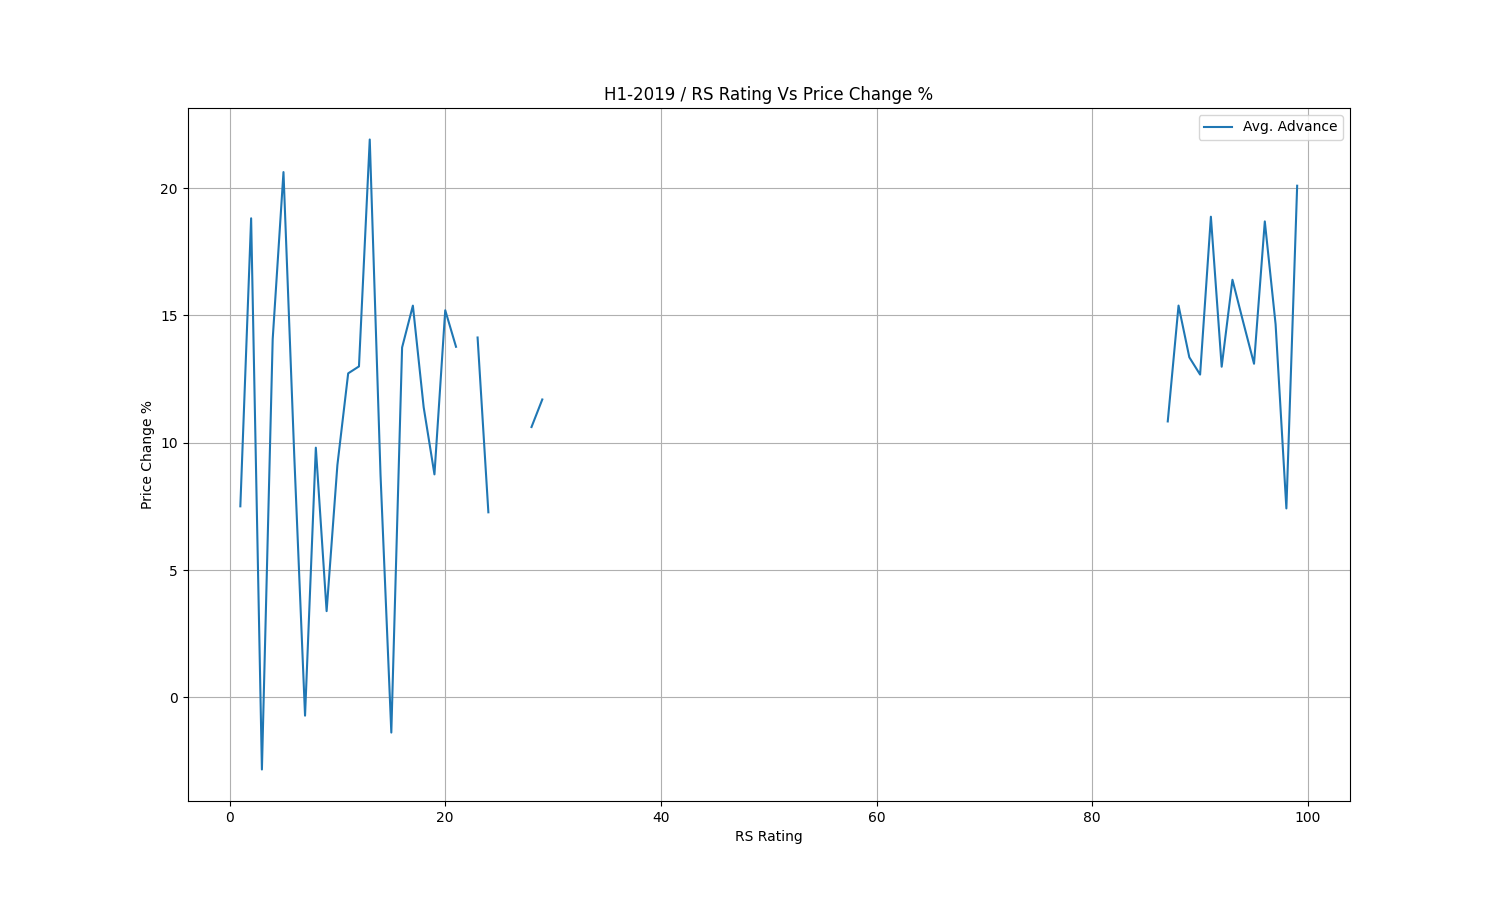 H1-2019 / RS Rating Vs Price Change %
Avg. Advance
20
15
10
5
0
Price Change %
0 20 40 60 80 100
RS Rating